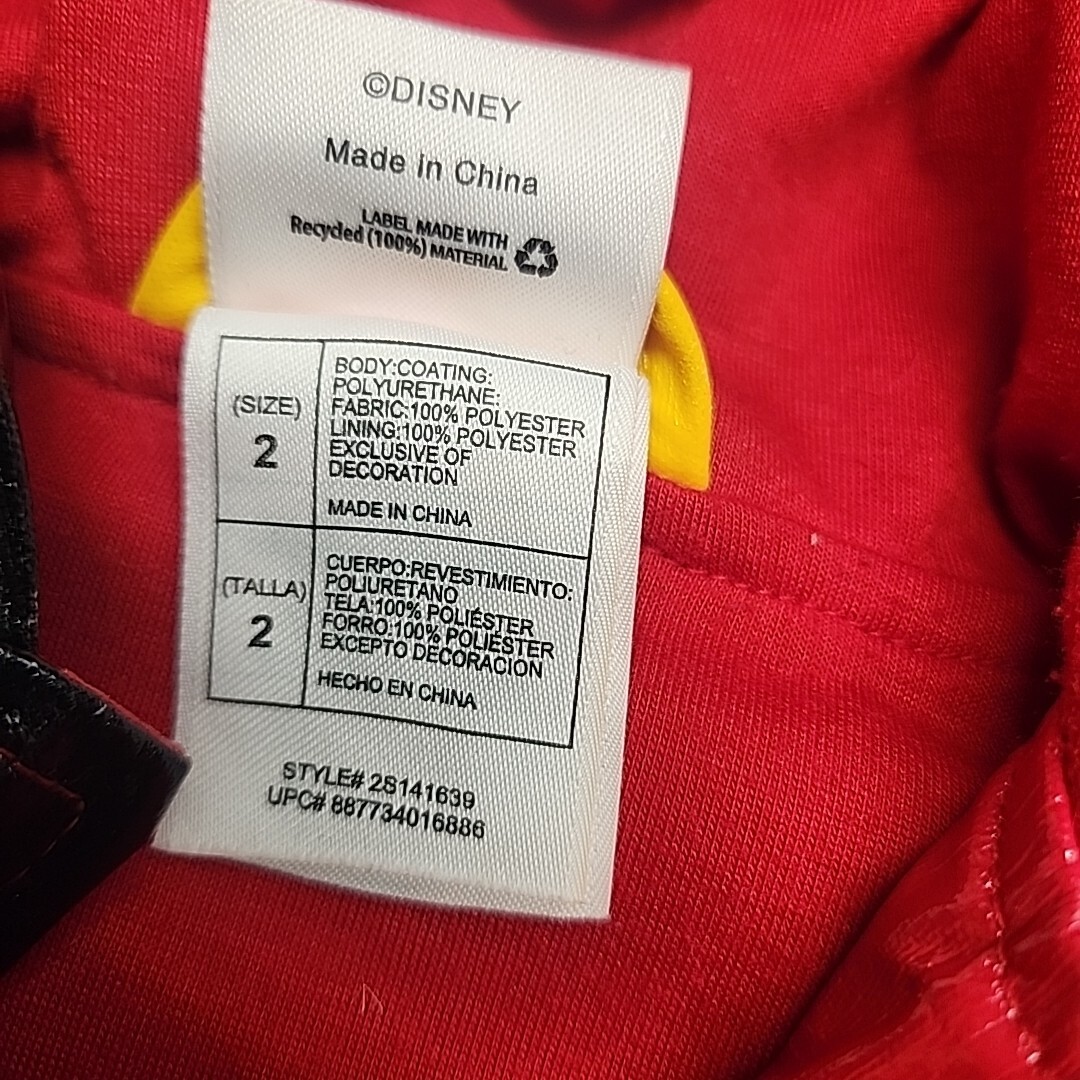 ©DISNEY
Made in China
LABEL MADE WITH
Recycled (100%) MATERIAL
(SIZE)
2
BODY:COATING:
POLYURETHANE:
FABRIC:100% POLYESTER
LINING:100% POLYESTER
EXCLUSIVE OF
DECORATION
MADE IN CHINA
(TALLA)
2
CUERPO:REVESTIMIENTO:
POLIURETANO
TELA:100% POLIÉSTER
FORRO:100% POLIÉSTER
EXCEPTO DECORACION
HECHO EN CHINA
STYLE# 2S141639
UPC# 887734016886